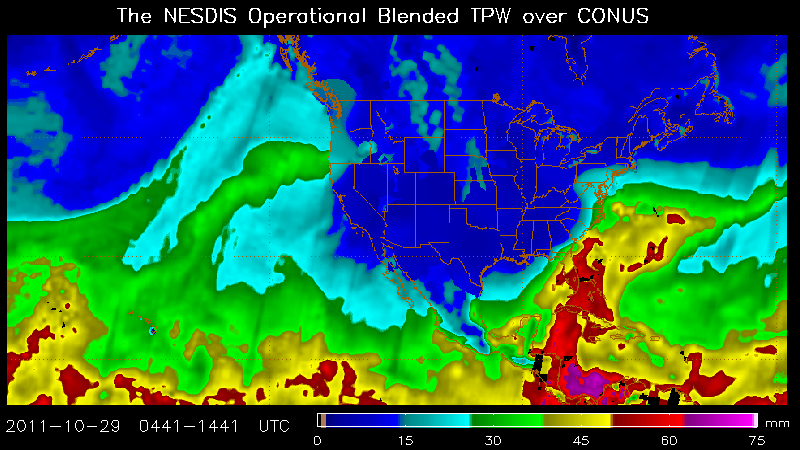 The NESDIS Operational Blended TPW over CONUS
2011-10-29 0441-1441 UTC
mm
0 15 30 45 60 75